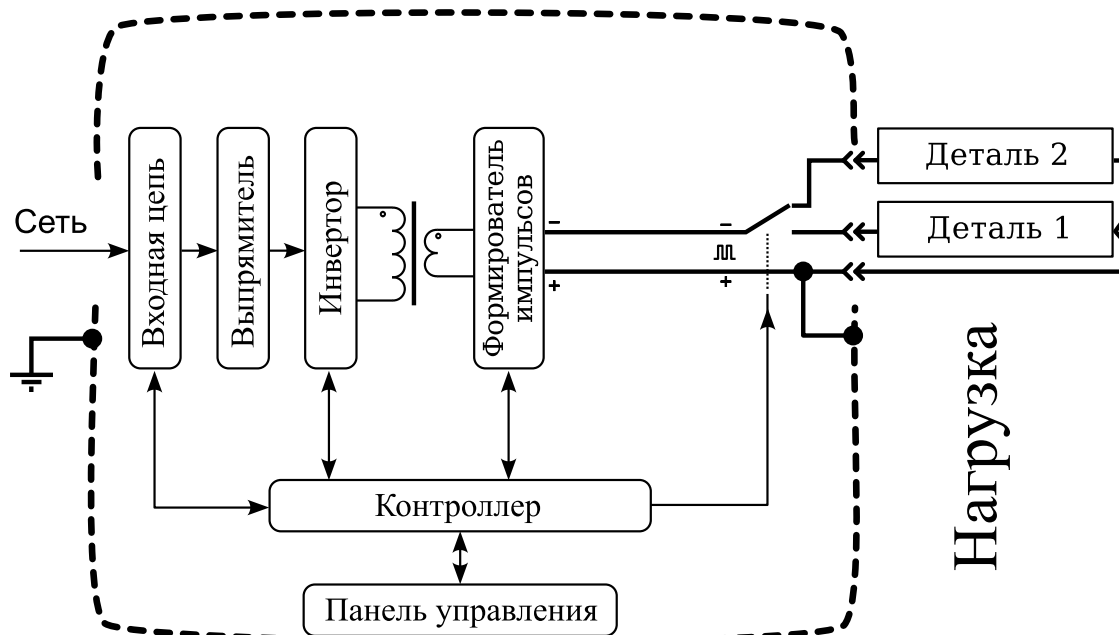 Деталь 2
Сеть
Входная цепь
Выпрямитель
Инвертор
Формирователь
импульсов
−
+
−
+
Деталь 1
Нагрузка
Контроллер
Панель управления